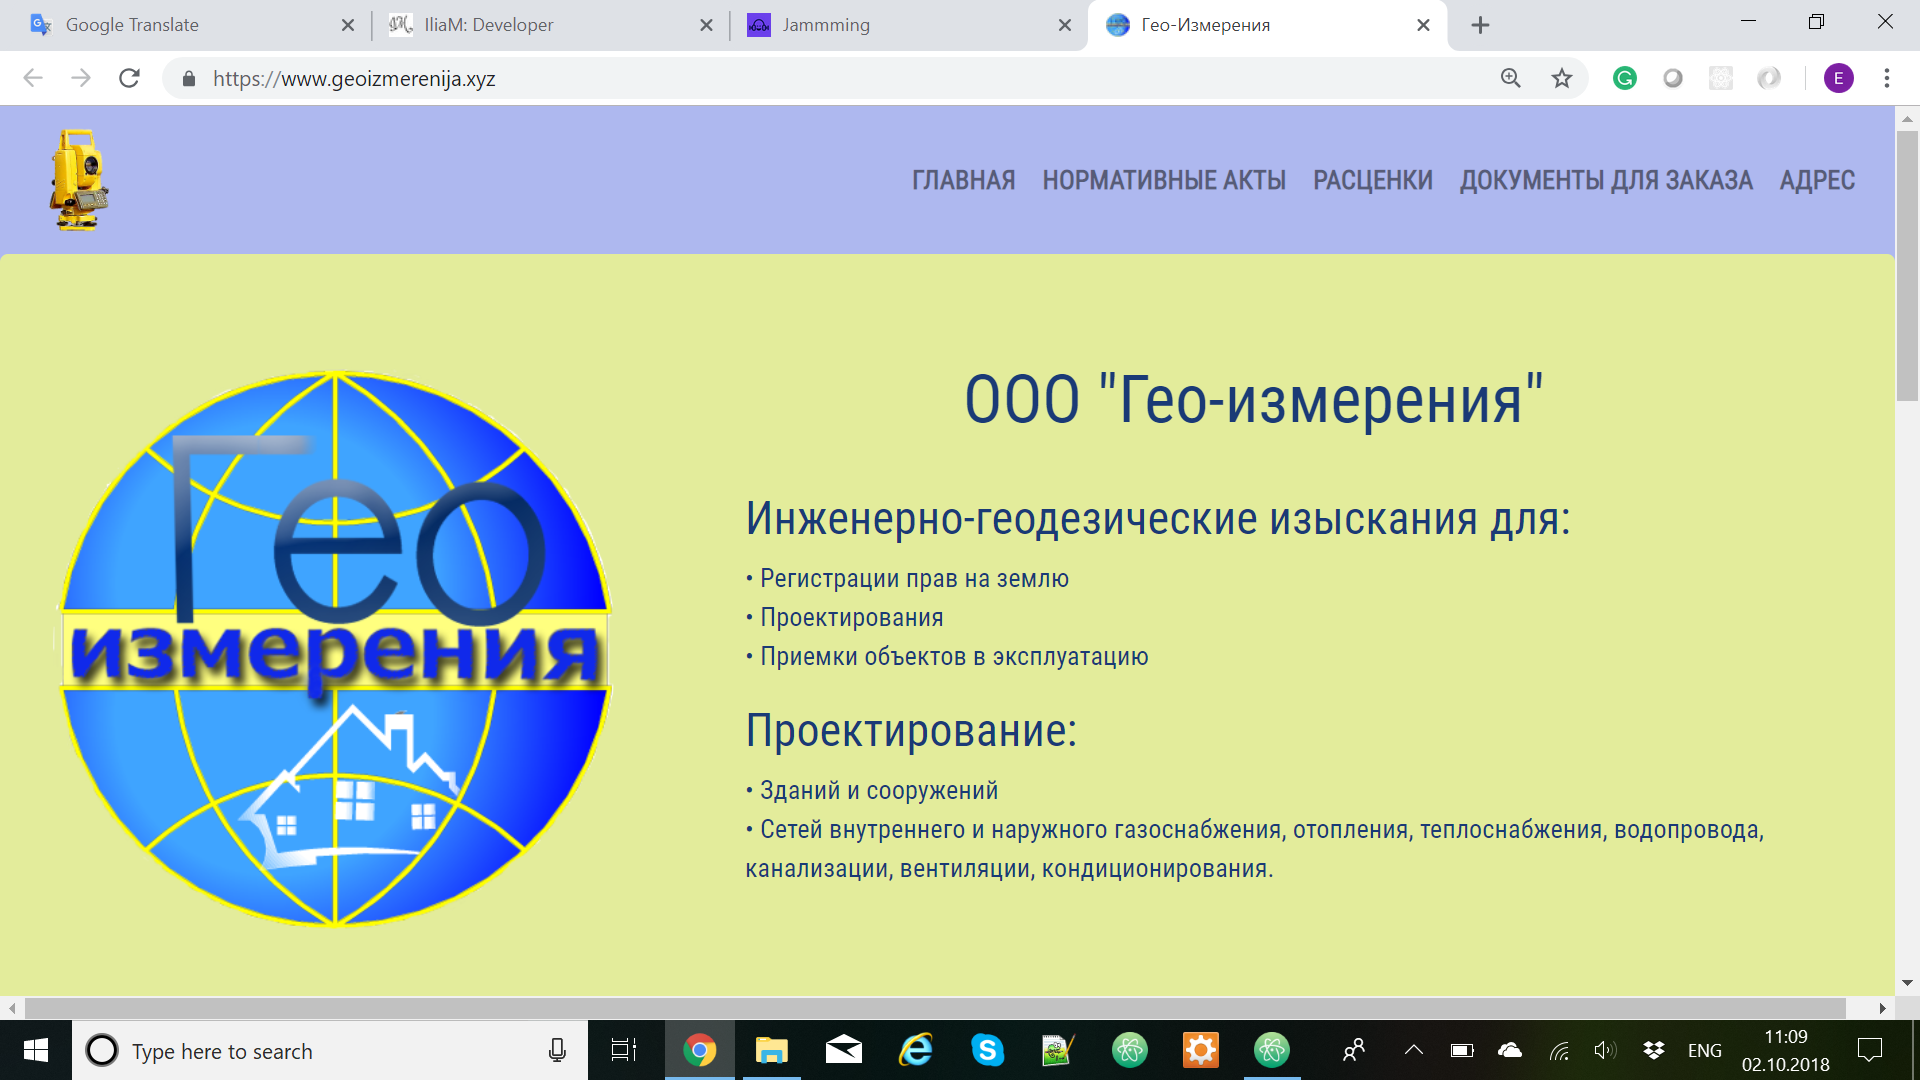 Google Translate
IliaM: Developer
Jammming
Гео-Измерения
https://www.geoizmerenija.xyz
E
ГЛАВНАЯ НОРМАТИВНЫЕ АКТЫ РАСЦЕНКИ ДОКУМЕНТЫ ДЛЯ ЗАКАЗА АДРЕС
Гео
измерения
ООО "Гео-измерения"
Инженерно-геодезические изыскания для:
• Регистрации прав на землю
• Проектирования
• Приемки объектов в эксплуатацию
Проектирование:
• Зданий и сооружений
• Сетей внутреннего и наружного газоснабжения, отопления, теплоснабжения, водопровода,
канализации, вентиляции, кондиционирования.
Type here to search
ENG
11:09
02.10.2018